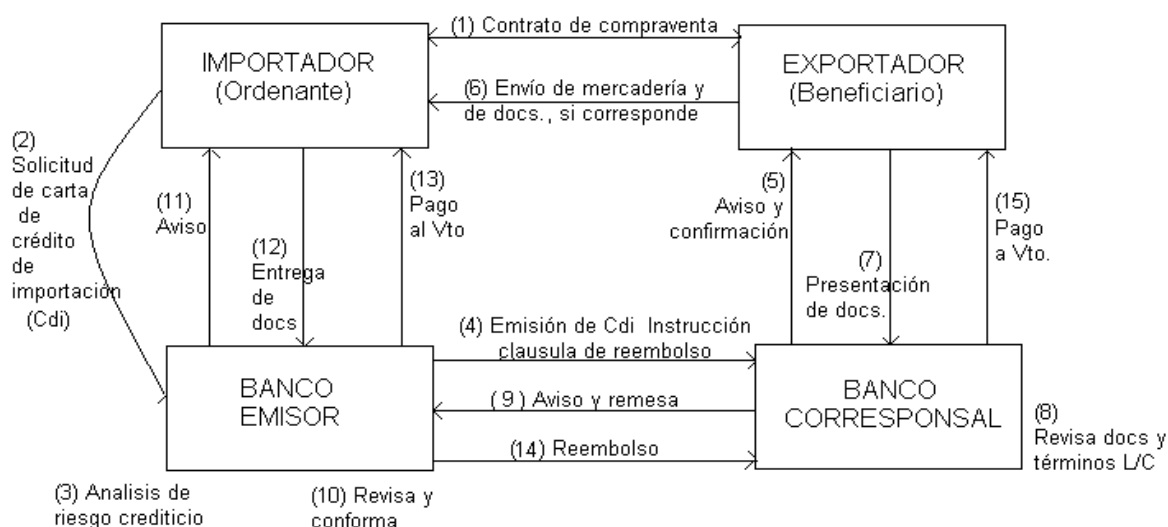 (1) Contrato de compraventa
IMPORTADOR
(Ordenante)
EXPORTADOR
(Beneficiario)
(6) Envío de mercadería y
de docs., si corresponde
(2)
Solicitud
de carta
de
crédito
de
importación
(Cdi)
(11)
Aviso
(12)
Entrega
de
docs
(13)
Pago
al Vto
(5)
Aviso y
confirmación
(7)
Presentación
de docs.
(15)
Pago
a Vto.
(4) Emisión de Cdi Instrucción
clausula de reembolso
BANCO
EMISOR
(9) Aviso y remesa
BANCO
CORRESPONSAL
(14) Reembolso
(8)
Revisa docs y
términos L/C
(3) Analisis de
riesgo crediticio
(10) Revisa y
conforma